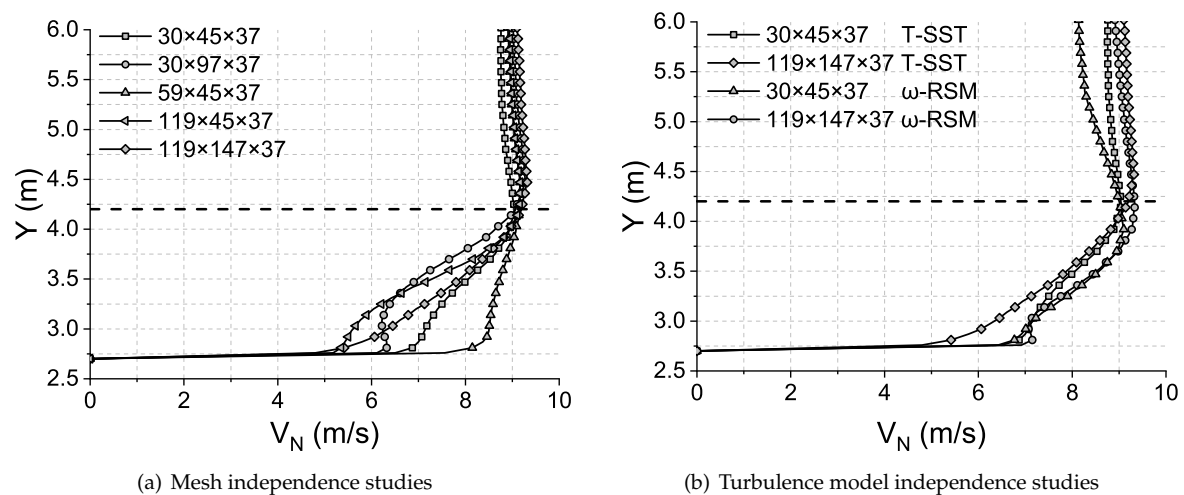 6.0
5.5
5.0
4.5
4.0
3.5
3.0
2.5
Y (m)
30×45×37
30×97×37
59×45×37
119×45×37
119×147×37
0 2 4 6 8 10
V_N (m/s)
(a) Mesh independence studies
6.0
5.5
5.0
4.5
4.0
3.5
3.0
2.5
Y (m)
30×45×37 T-SST
119×147×37 T-SST
30×45×37 ω-RSM
119×147×37 ω-RSM
0 2 4 6 8 10
V_N (m/s)
(b) Turbulence model independence studies